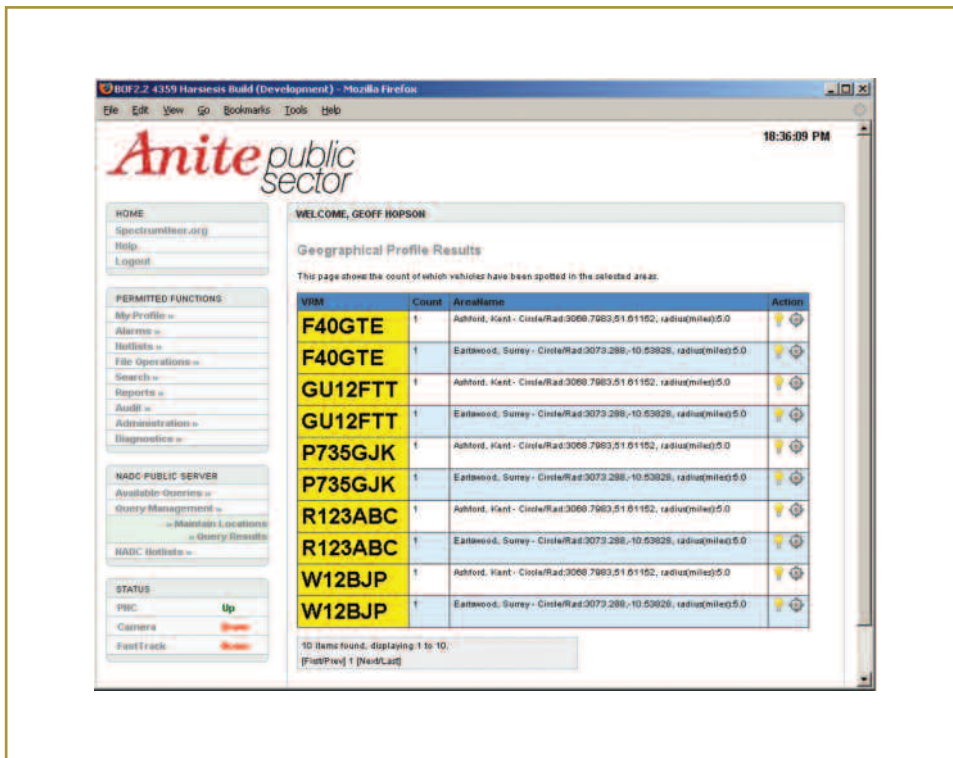 BOF2.2 4359 Harsiesis Build (Development) - Mozilla Firefox
File Edit View Go Bookmarks Tools Help
18:36:09 PM
Anite public sector
HOME
Help
Logout
PERMITTED FUNCTIONS
My Profile »
Alarms »
Hotlists »
File Operations »
Search »
Reports »
Audit »
Administration »
Diagnostics »
NADC PUBLIC SERVER
Available Queries »
Query Management »
» Maintain Locations
» Query Results
NADC Hotlists »
STATUS
PNC Up
Camera
FastTrack
WELCOME, GEOFF HOPSON
Geographical Profile Results
This page shows the count of which vehicles have been spotted in the selected areas.
VRM Count AreaName Action
F40GTE 1 Ashford, Kent - Circle/Rad:3068.7983,51.61152, radius(miles):5.0
F40GTE 1 Eastwood, Surrey - Circle/Rad:3073.288,-10.53828, radius(miles):5.0
GU12FTT 1 Ashford, Kent - Circle/Rad:3068.7983,51.61152, radius(miles):5.0
GU12FTT 1 Eastwood, Surrey - Circle/Rad:3073.288,-10.53828, radius(miles):5.0
P735GJK 1 Ashford, Kent - Circle/Rad:3068.7983,51.61152, radius(miles):5.0
P735GJK 1 Eastwood, Surrey - Circle/Rad:3073.288,-10.53828, radius(miles):5.0
R123ABC 1 Ashford, Kent - Circle/Rad:3068.7983,51.61152, radius(miles):5.0
R123ABC 1 Eastwood, Surrey - Circle/Rad:3073.288,-10.53828, radius(miles):5.0
W12BJP 1 Ashford, Kent - Circle/Rad:3068.7983,51.61152, radius(miles):5.0
W12BJP 1 Eastwood, Surrey - Circle/Rad:3073.288,-10.53828, radius(miles):5.0
10 items found, displaying 1 to 10.
[First/Prev] 1 [Next/Last]